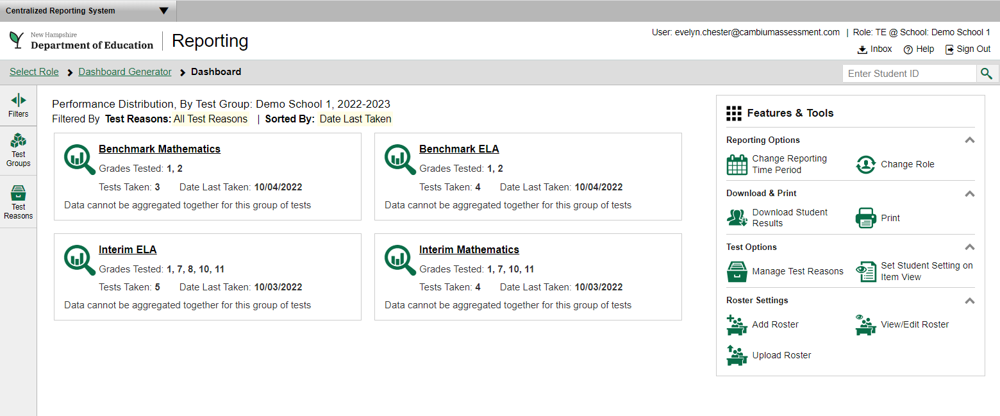 Centralized Reporting System
New Hampshire
Department of Education
Reporting
User: evelyn.chester@cambiumassessment.com | Role: TE @ School: Demo School 1
Inbox
Help
Sign Out
Select Role
Dashboard Generator
Dashboard
Enter Student ID
Filters
Test
Groups
Test
Reasons
Performance Distribution, By Test Group: Demo School 1, 2022-2023
Filtered By Test Reasons: All Test Reasons | Sorted By: Date Last Taken
Benchmark Mathematics
Grades Tested: 1, 2
Tests Taken: 3 Date Last Taken: 10/04/2022
Data cannot be aggregated together for this group of tests
Benchmark ELA
Grades Tested: 1, 2
Tests Taken: 4 Date Last Taken: 10/04/2022
Data cannot be aggregated together for this group of tests
Interim ELA
Grades Tested: 1, 7, 8, 10, 11
Tests Taken: 5 Date Last Taken: 10/03/2022
Data cannot be aggregated together for this group of tests
Interim Mathematics
Grades Tested: 1, 7, 10, 11
Tests Taken: 4 Date Last Taken: 10/03/2022
Data cannot be aggregated together for this group of tests
Features & Tools
Reporting Options
Change Reporting
Time Period
Change Role
Download & Print
Download Student
Results
Print
Test Options
Manage Test Reasons
Set Student Setting on
Item View
Roster Settings
Add Roster
View/Edit Roster
Upload Roster